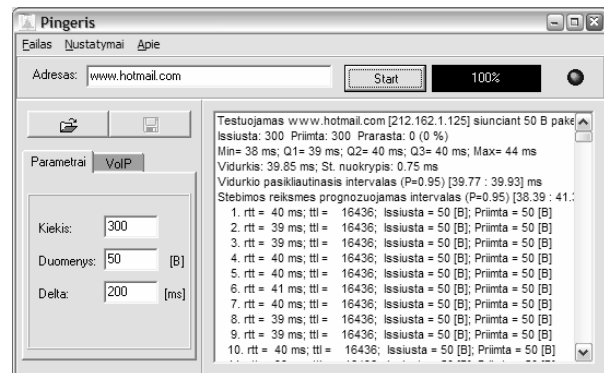 Pingeris
Failas Nustatymai Apie
Adresas: www.hotmail.com Start 100%
Parametrai VoIP
Kiekis: 300
Duomenys: 50 [B]
Delta: 200 [ms]
Testuojamas www.hotmail.com [212.162.1.125] siunciant 50 B pake
Issiusta: 300 Priimta: 300 Prarasta: 0 (0 %)
Min= 38 ms; Q1= 39 ms; Q2= 40 ms; Q3= 40 ms; Max= 44 ms
Vidurkis: 39.85 ms; St. nuokrypis: 0.75 ms
Vidurkio pasikliautinasis intervalas (P=0.95) [39.77 : 39.93] ms
Stebimos reiksmes prognozuojamas intervalas (P=0.95) [38.39 : 41.3
1. rtt = 40 ms; ttl = 16436; Issiusta = 50 [B]; Priimta = 50 [B]
2. rtt = 39 ms; ttl = 16436; Issiusta = 50 [B]; Priimta = 50 [B]
3. rtt = 39 ms; ttl = 16436; Issiusta = 50 [B]; Priimta = 50 [B]
4. rtt = 40 ms; ttl = 16436; Issiusta = 50 [B]; Priimta = 50 [B]
5. rtt = 40 ms; ttl = 16436; Issiusta = 50 [B]; Priimta = 50 [B]
6. rtt = 41 ms; ttl = 16436; Issiusta = 50 [B]; Priimta = 50 [B]
7. rtt = 40 ms; ttl = 16436; Issiusta = 50 [B]; Priimta = 50 [B]
8. rtt = 39 ms; ttl = 16436; Issiusta = 50 [B]; Priimta = 50 [B]
9. rtt = 39 ms; ttl = 16436; Issiusta = 50 [B]; Priimta = 50 [B]
10. rtt = 40 ms; ttl = 16436; Issiusta = 50 [B]; Priimta = 50 [B]